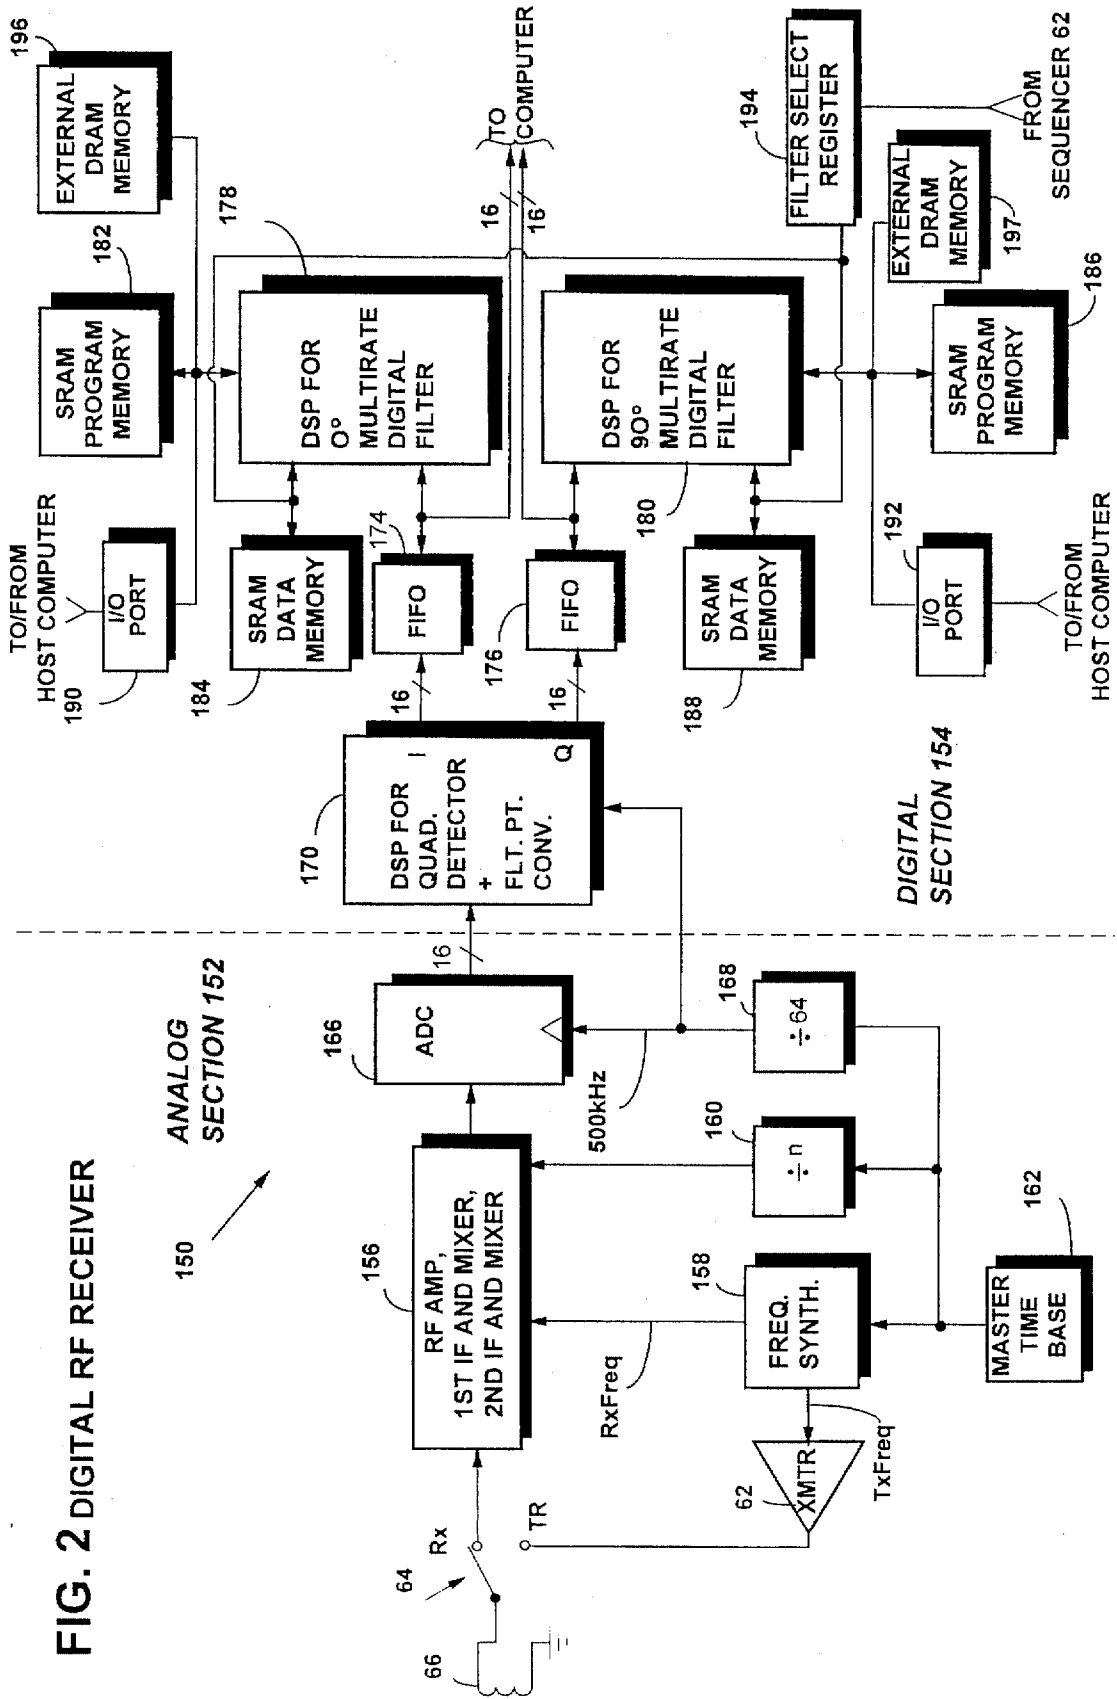 FIG. 2 DIGITAL RF RECEIVER
150
ANALOG
SECTION 152
66
64
Rx
TR
156
RF AMP,
1ST IF AND MIXER,
2ND IF AND MIXER
RxFreq
62
XMTR
TxFreq
158
FREQ.
SYNTH.
162
MASTER
TIME
BASE
160
÷n
168
÷64
500kHz
166
ADC
16
170
DSP FOR
QUAD.
DETECTOR
+
FLT. PT.
CONV.
I
Q
16
16
DIGITAL
SECTION 154
TO/FROM
HOST COMPUTER
190
I/O
PORT
184
SRAM
DATA
MEMORY
174
FIFO
176
FIFO
188
SRAM
DATA
MEMORY
192
I/O
PORT
TO/FROM
HOST COMPUTER
182
SRAM
PROGRAM
MEMORY
178
DSP FOR
0°
MULTIRATE
DIGITAL
FILTER
180
DSP FOR
90°
MULTIRATE
DIGITAL
FILTER
186
SRAM
PROGRAM
MEMORY
196
EXTERNAL
DRAM
MEMORY
16
16
TO
COMPUTER
194
FILTER SELECT
REGISTER
EXTERNAL
DRAM
MEMORY
197
FROM
SEQUENCER 62